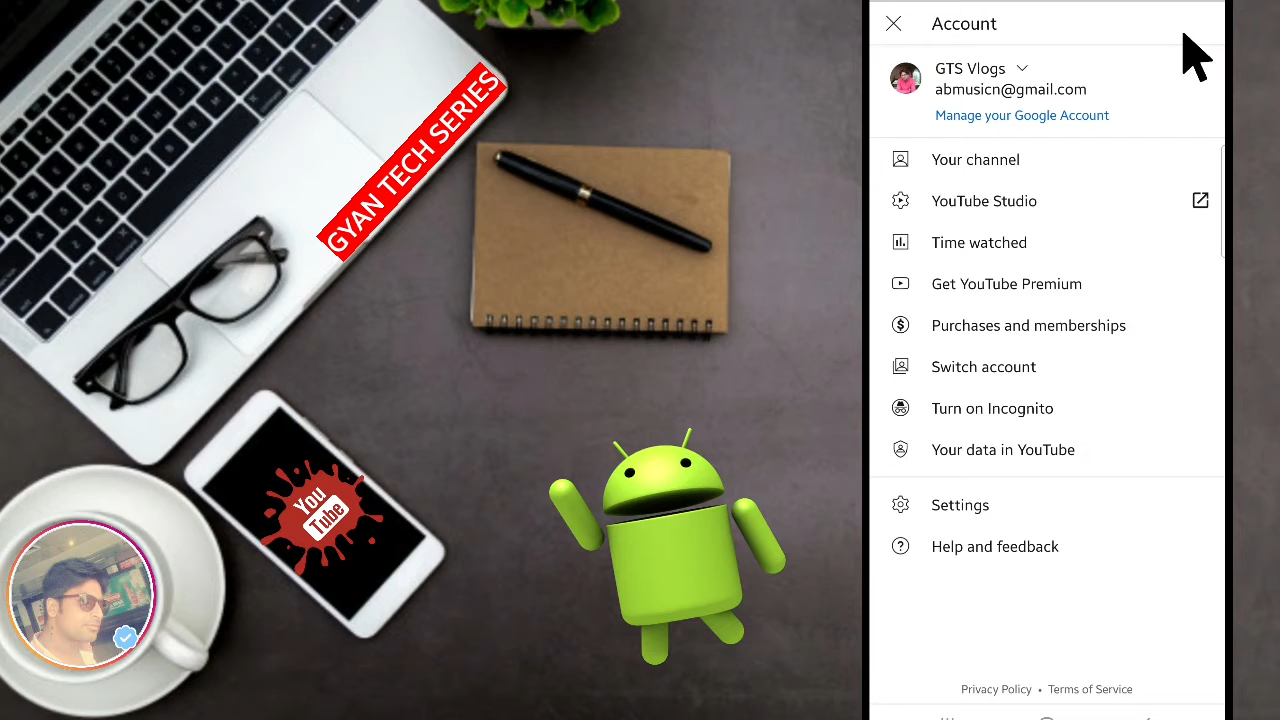 GYAN TECH SERIES
You
Tube
Account
GTS Vlogs
abmusicn@gmail.com
Manage your Google Account
Your channel
YouTube Studio
Time watched
Get YouTube Premium
Purchases and memberships
Switch account
Turn on Incognito
Your data in YouTube
Settings
Help and feedback
Privacy Policy • Terms of Service